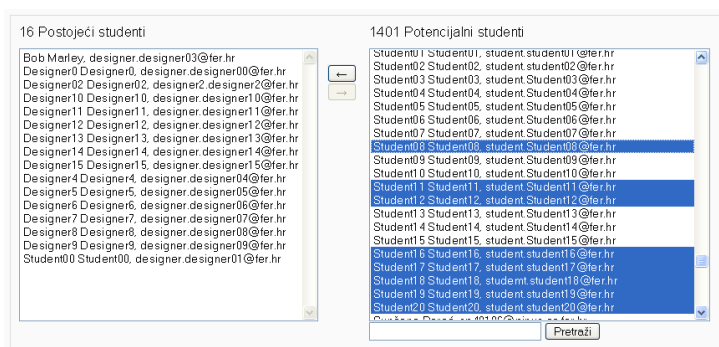 16 Postojeći studenti
Bob Marley, designer.designer03@fer.hr
Designer0 Designer0, designer.designer00@fer.hr
Designer02 Designer02, designer2.designer2@fer.hr
Designer10 Designer10, designer.designer10@fer.hr
Designer11 Designer11, designer.designer11@fer.hr
Designer12 Designer12, designer.designer12@fer.hr
Designer13 Designer13, designer.designer13@fer.hr
Designer14 Designer14, designer.designer14@fer.hr
Designer15 Designer15, designer.designer15@fer.hr
Designer4 Designer4, designer.designer04@fer.hr
Designer5 Designer5, designer.designer05@fer.hr
Designer6 Designer6, designer.designer06@fer.hr
Designer7 Designer7, designer.designer07@fer.hr
Designer8 Designer8, designer.designer08@fer.hr
Designer9 Designer9, designer.designer09@fer.hr
Student00 Student00, designer.designer01@fer.hr
←
→
1401 Potencijalni studenti
Student01 Student01, student.student01@fer.hr
Student02 Student02, student.student02@fer.hr
Student03 Student03, student.Student03@fer.hr
Student04 Student04, student.Student04@fer.hr
Student05 Student05, student.Student05@fer.hr
Student06 Student06, student.Student06@fer.hr
Student07 Student07, student.Student07@fer.hr
Student08 Student08, student.Student08@fer.hr
Student09 Student09, student.Student09@fer.hr
Student10 Student10, student.Student10@fer.hr
Student11 Student11, student.Student11@fer.hr
Student12 Student12, student.Student12@fer.hr
Student13 Student13, student.Student13@fer.hr
Student14 Student14, student.Student14@fer.hr
Student15 Student15, student.Student15@fer.hr
Student16 Student16, student.student16@fer.hr
Student17 Student17, student.student17@fer.hr
Student18 Student18, studemt.student18@fer.hr
Student19 Student19, student.student19@fer.hr
Student20 Student20, student.student20@fer.hr
Pretraži